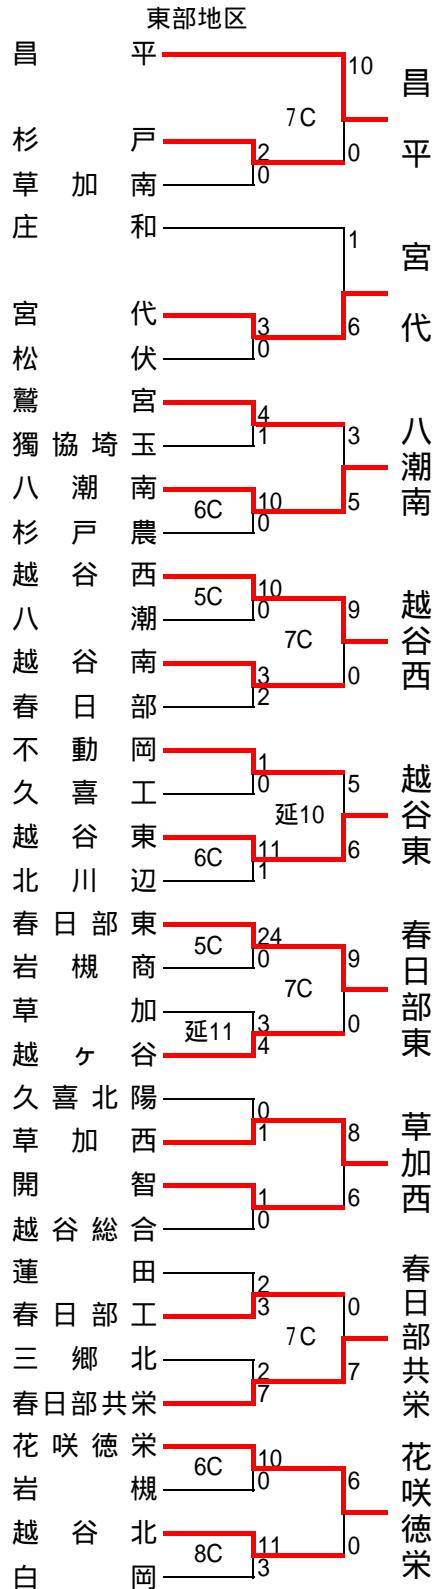 東部地区
昌平
10
7C
昌平
杉戸
2
0
0
草加南
庄和
1
宮代
宮代
3
6
0
松伏
鷲宮
4
3
1
獨協埼玉
八潮南
八潮南
6C
10
5
0
杉戸農
越谷西
5C
10
9
0
八潮
7C
越谷西
越谷南
3
0
2
春日部
不動岡
1
5
0
久喜工
延10
越谷東
越谷東
6C
11
6
1
北川辺
春日部東
5C
24
9
0
岩槻商
7C
春日部東
草加
延11
3
0
4
越ヶ谷
久喜北陽
0
8
1
草加西
草加西
開智
1
6
0
越谷総合
蓮田
2
0
3
春日部工
7C
春日部共栄
三郷北
2
7
7
春日部共栄
花咲徳栄
6C
10
6
0
岩槻
花咲徳栄
越谷北
8C
11
0
3
白岡